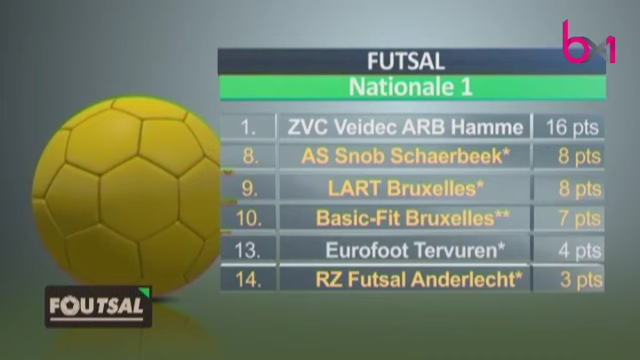 bx1
FUTSAL
Nationale 1
1. ZVC Veidec ARB Hamme 16 pts
8. AS Snob Schaerbeek* 8 pts
9. LART Bruxelles* 8 pts
10. Basic-Fit Bruxelles** 7 pts
13. Eurofoot Tervuren* 4 pts
14. RZ Futsal Anderlecht* 3 pts
FOUTSAL